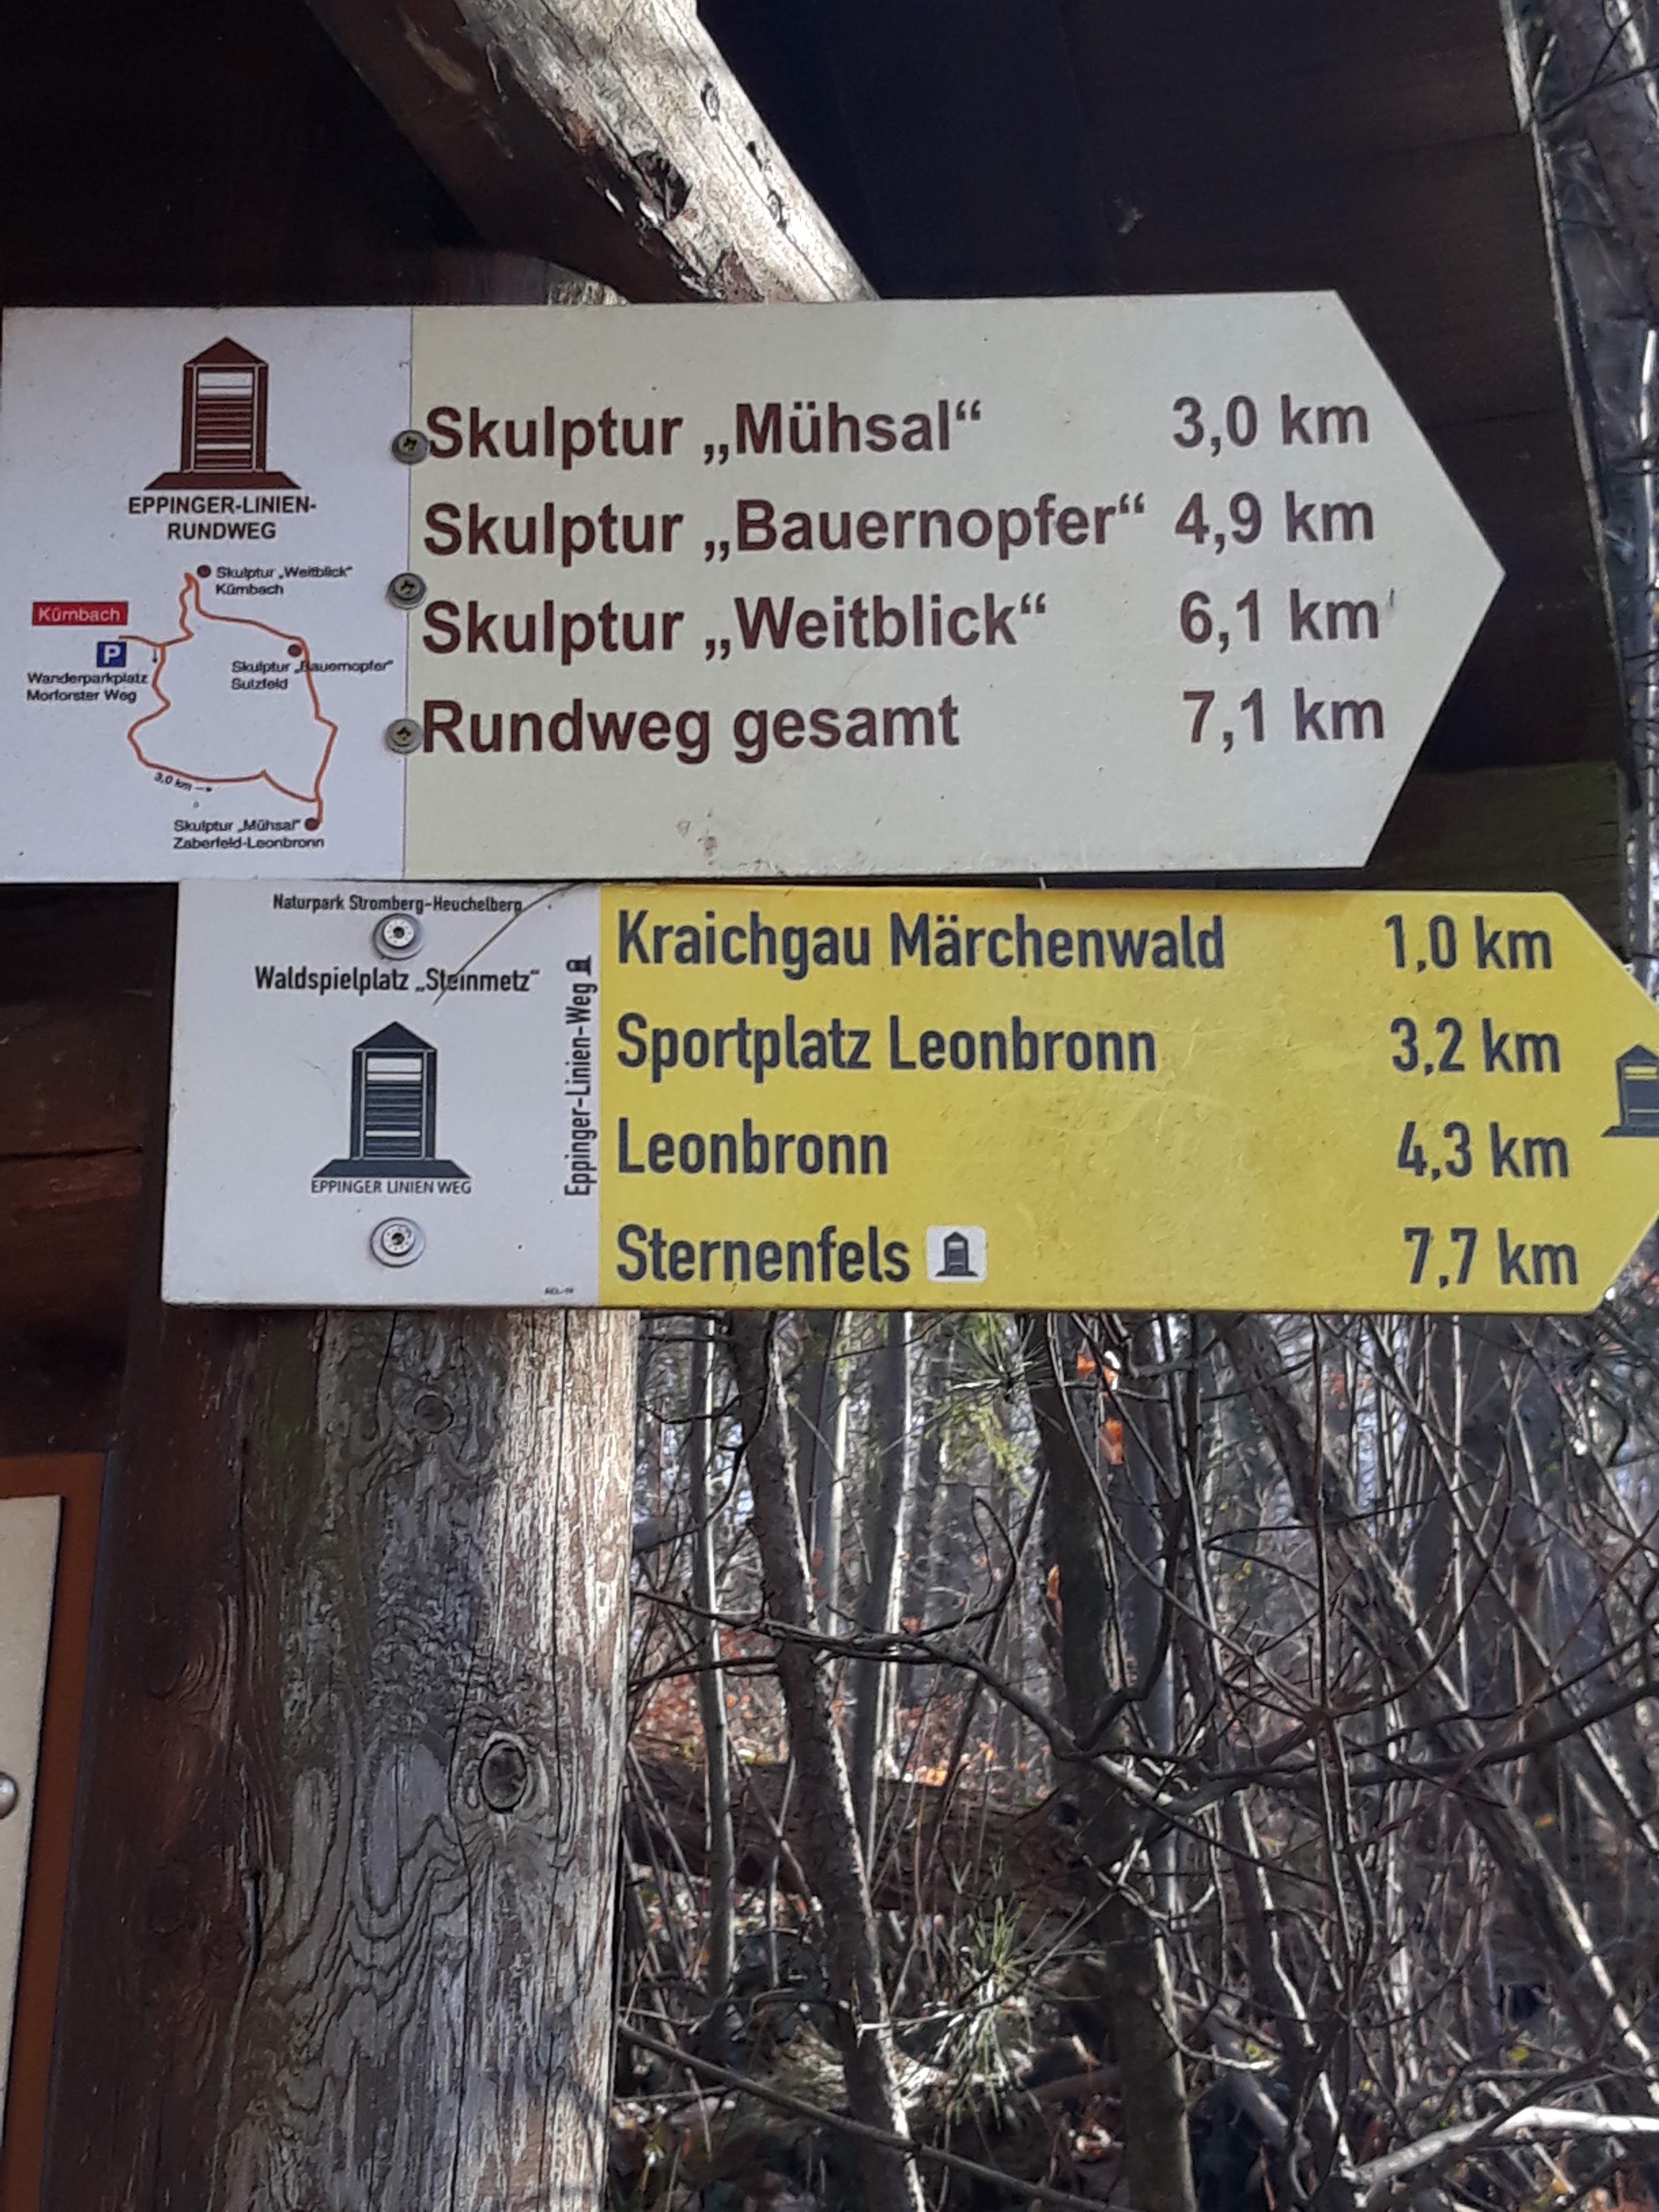 EPPINGER-LINIEN-
RUNDWEG
Skulptur „Weitblick“
Kürnbach
Kürnbach
P
Wanderparkplatz
Morforster Weg
Skulptur „Bauernopfer“
Sulzfeld
3,0 km
Skulptur „Mühsal“
Zaberfeld-Leonbronn
Skulptur „Mühsal“ 3,0 km
Skulptur „Bauernopfer“ 4,9 km
Skulptur „Weitblick“ 6,1 km
Rundweg gesamt 7,1 km
Naturpark Stromberg-Heuchelberg
Waldspielplatz „Steinmetz“
EPPINGER LINIEN WEG
Eppinger-Linien-Weg
Kraichgau Märchenwald 1,0 km
Sportplatz Leonbronn 3,2 km
Leonbronn 4,3 km
Sternenfels 7,7 km